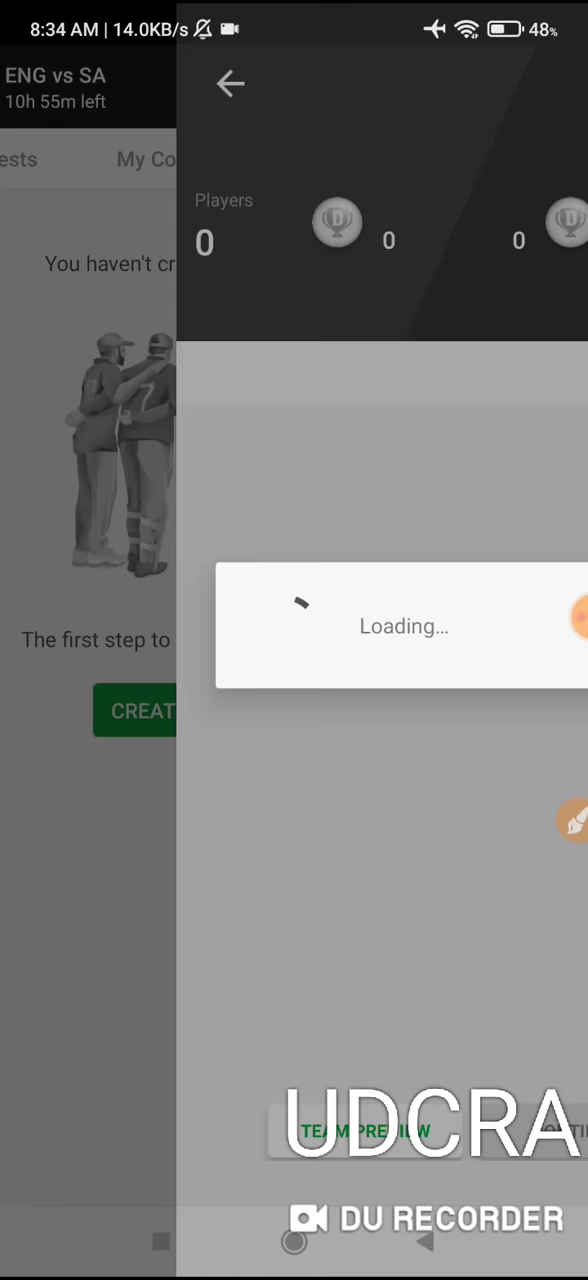 8:34 AM | 14.0KB/s
48%
ENG vs SA
10h 55m left
ests
My Co
Players
0
D
0
0
D
You haven't cr
7
Loading...
The first step to
CREAT
TEAM PREVIEW
UDCRA
DU RECORDER